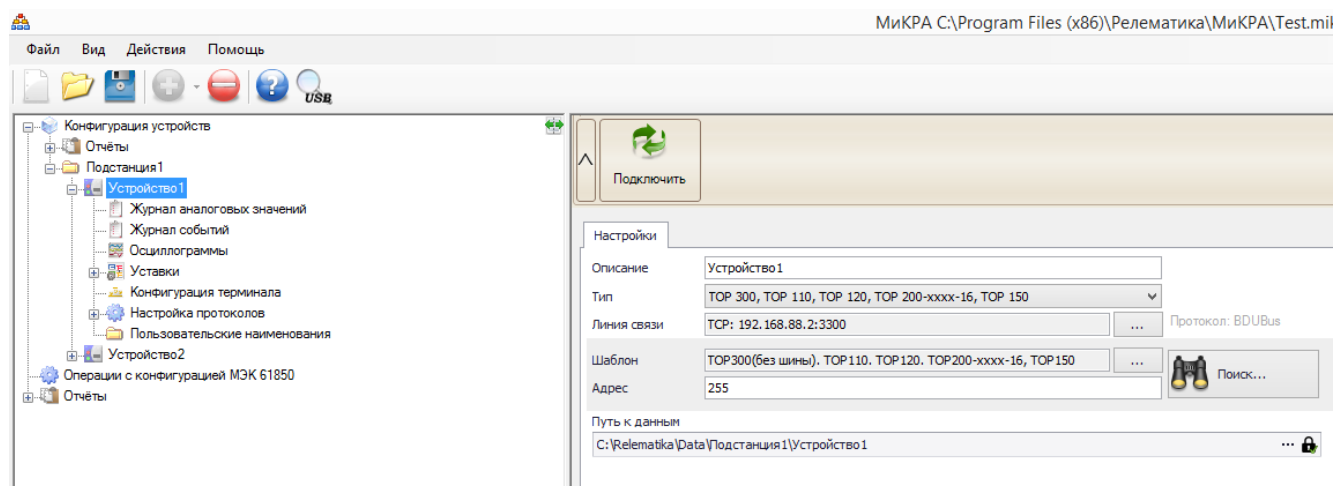 МиКРА C:\Program Files (x86)\Релематика\МиКРА\Test.mik
Файл Вид Действия Помощь
USB
Конфигурация устройств
Отчёты
Подстанция1
Устройство1
Журнал аналоговых значений
Журнал событий
Осциллограммы
Уставки
Конфигурация терминала
Настройка протоколов
Пользовательские наименования
Устройство2
Операции с конфигурацией МЭК 61850
Отчёты
Подключить
Настройки
Описание Устройство1
Тип ТОР 300, ТОР 110, ТОР 120, ТОР 200-xxxx-16, ТОР 150
Линия связи TCP: 192.168.88.2:3300 ... Протокол: BDUBus
Шаблон ТОР300(без шины). ТОР110. ТОР120. ТОР200-xxxx-16, ТОР150 ...
Адрес 255
Поиск...
Путь к данным
C:\Relematika\Data\Подстанция1\Устройство1 ...